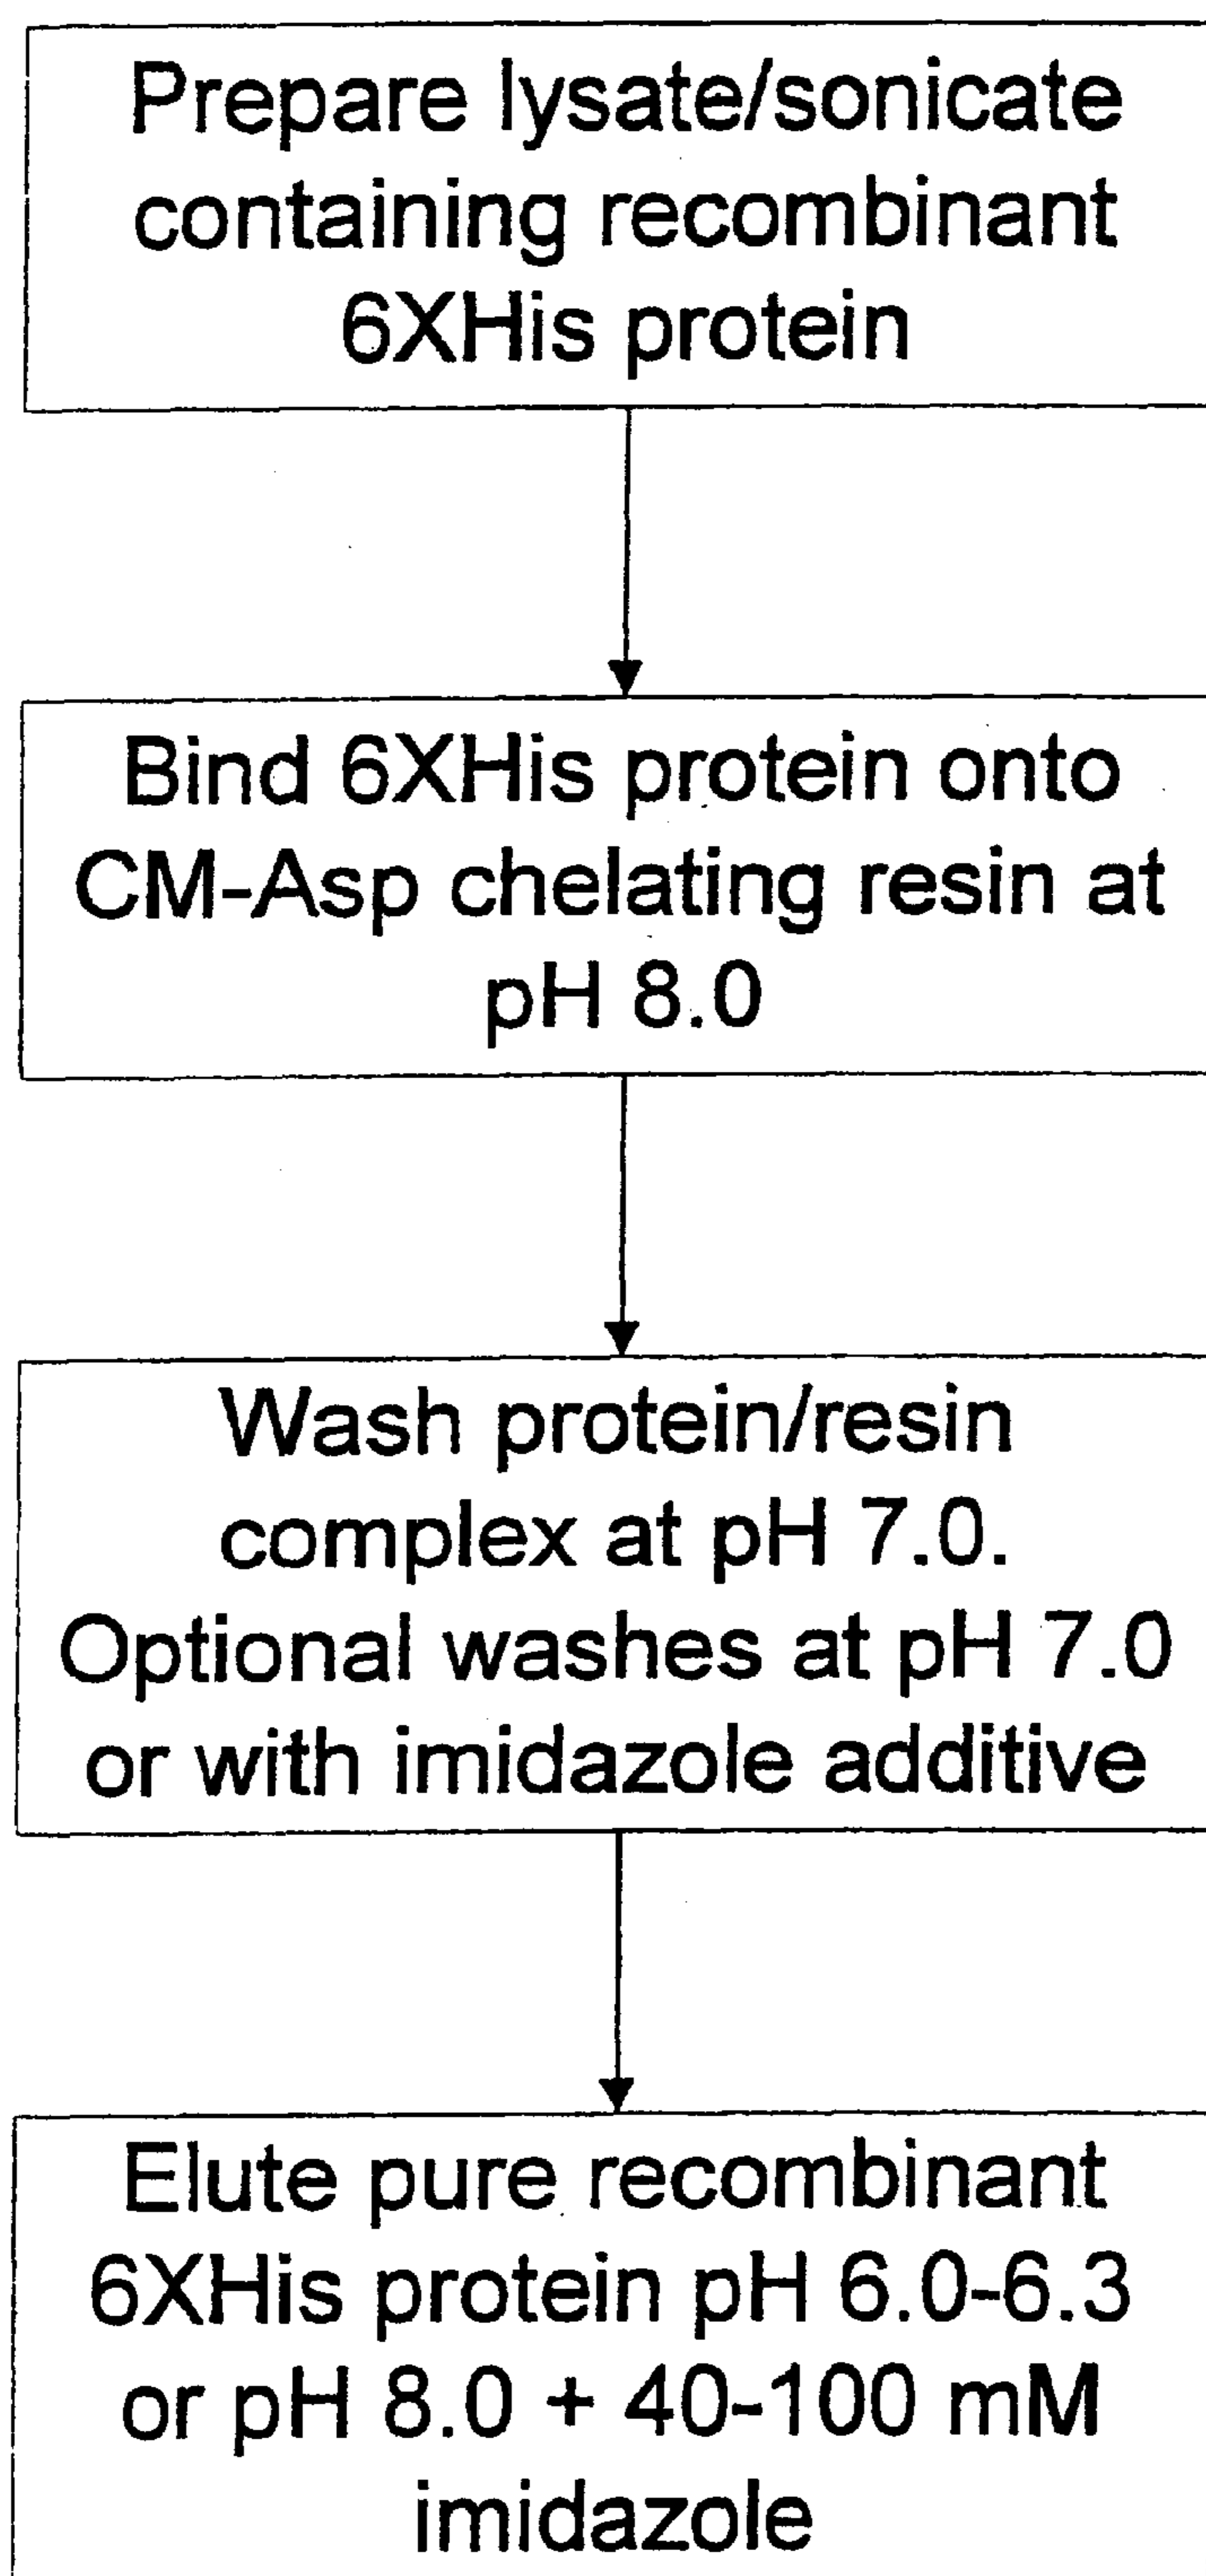 Prepare lysate/sonicate
containing recombinant
6XHis protein
Bind 6XHis protein onto
CM-Asp chelating resin at
pH 8.0
Wash protein/resin
complex at pH 7.0.
Optional washes at pH 7.0
or with imidazole additive
Elute pure recombinant
6XHis protein pH 6.0-6.3
or pH 8.0 + 40-100 mM
imidazole